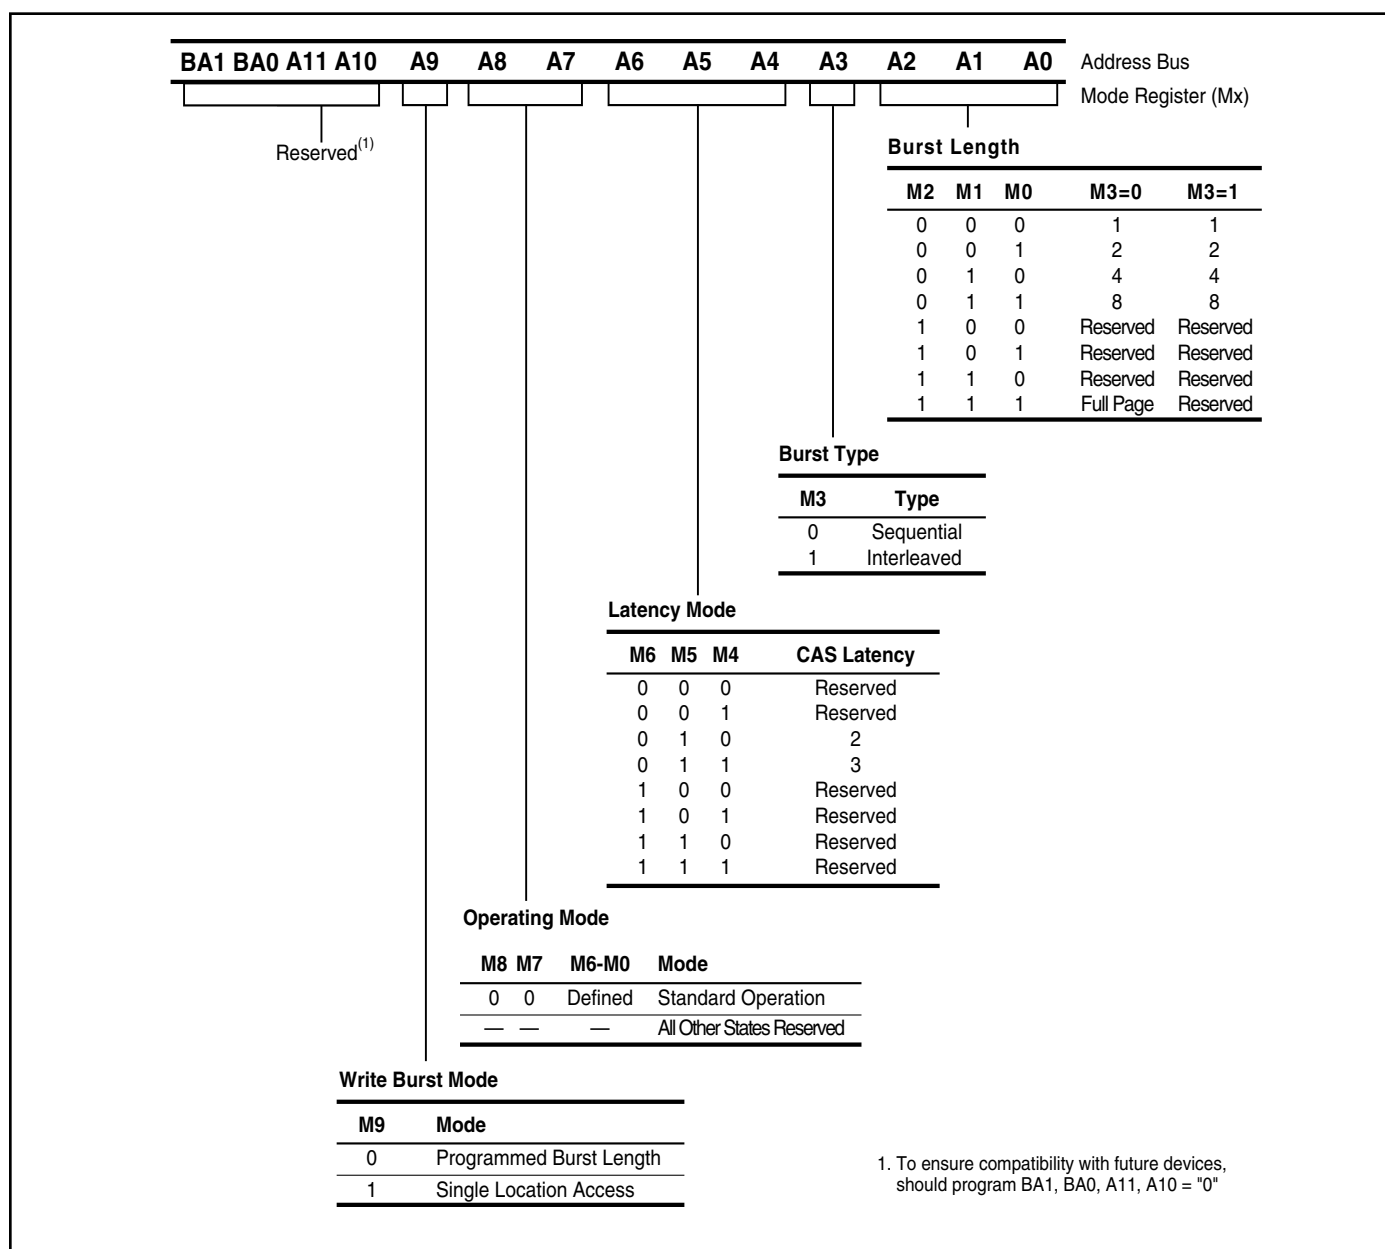 BA1 BA0 A11 A10 A9 A8 A7 A6 A5 A4 A3 A2 A1 A0 Address Bus
Mode Register (Mx)
Reserved(1)
Burst Length
M2 M1 M0 M3=0 M3=1
0 0 0 1 1
0 0 1 2 2
0 1 0 4 4
0 1 1 8 8
1 0 0 Reserved Reserved
1 0 1 Reserved Reserved
1 1 0 Reserved Reserved
1 1 1 Full Page Reserved
Burst Type
M3 Type
0 Sequential
1 Interleaved
Latency Mode
M6 M5 M4 CAS Latency
0 0 0 Reserved
0 0 1 Reserved
0 1 0 2
0 1 1 3
1 0 0 Reserved
1 0 1 Reserved
1 1 0 Reserved
1 1 1 Reserved
Operating Mode
M8 M7 M6-M0 Mode
0 0 Defined Standard Operation
— — — All Other States Reserved
Write Burst Mode
M9 Mode
0 Programmed Burst Length
1 Single Location Access
1. To ensure compatibility with future devices,
should program BA1, BA0, A11, A10 = "0"